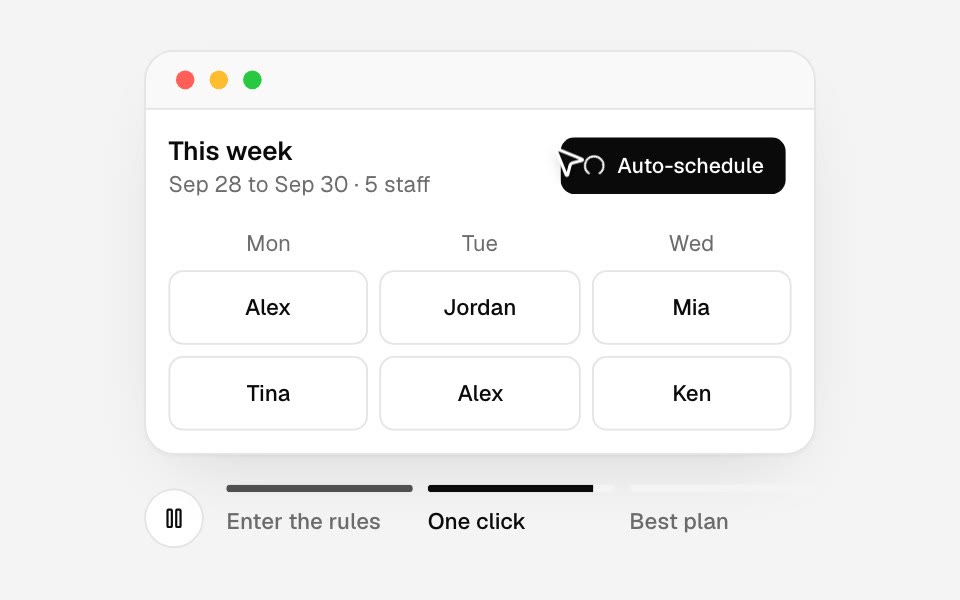 This week
Sep 28 to Sep 30 · 5 staff
Auto-schedule
Mon Tue Wed
Alex Jordan Mia
Tina Alex Ken
Enter the rules One click Best plan